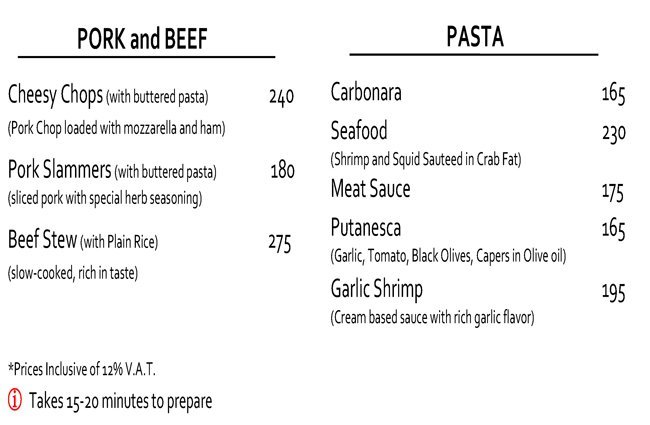 PORK and BEEF
Cheesy Chops (with buttered pasta) 240
(Pork Chop loaded with mozzarella and ham)
Pork Slammers (with buttered pasta) 180
(sliced pork with special herb seasoning)
Beef Stew (with Plain Rice) 275
(slow-cooked, rich in taste)
PASTA
Carbonara 165
Seafood 230
(Shrimp and Squid Sauteed in Crab Fat)
Meat Sauce 175
Putanesca 165
(Garlic, Tomato, Black Olives, Capers in Olive oil)
Garlic Shrimp 195
(Cream based sauce with rich garlic flavor)
*Prices Inclusive of 12% V.A.T.
i Takes 15-20 minutes to prepare